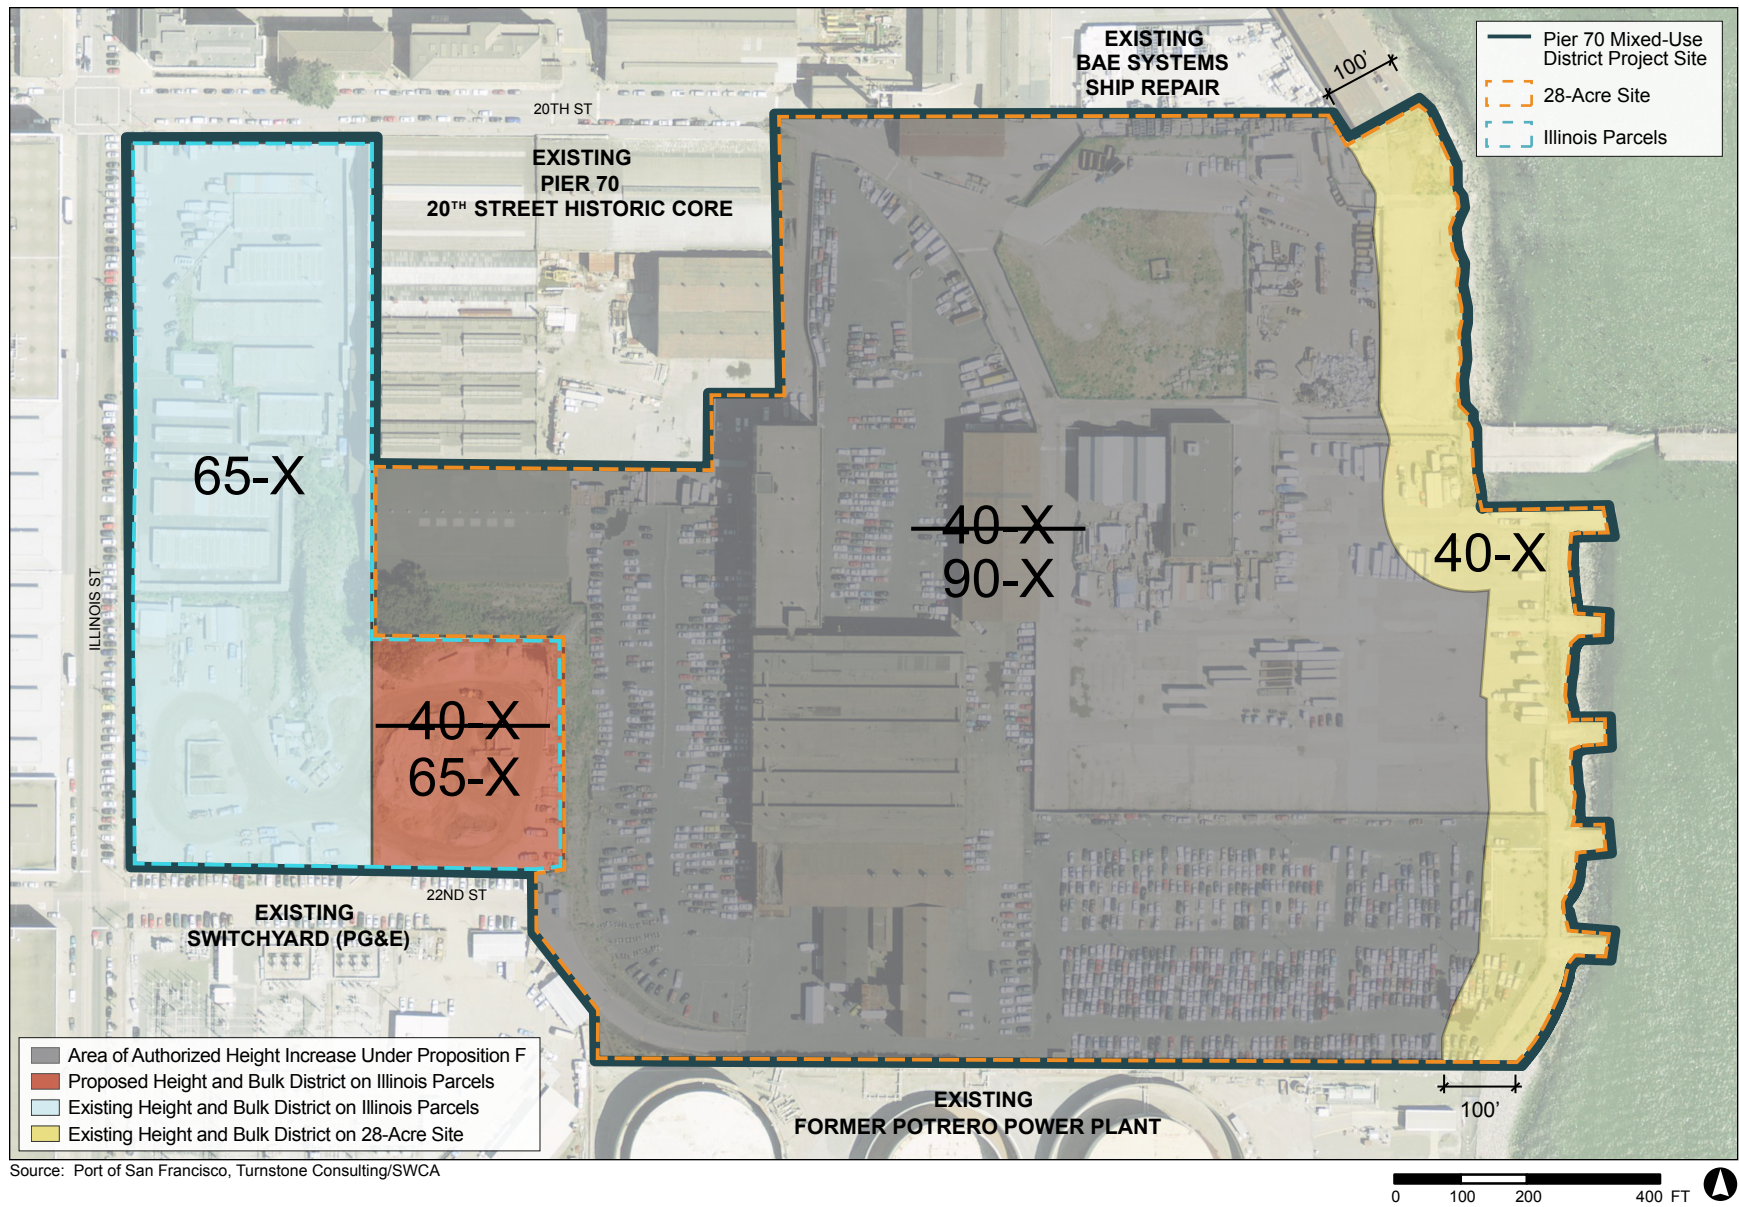 EXISTING
BAE SYSTEMS
SHIP REPAIR
100'
Pier 70 Mixed-Use
District Project Site
28-Acre Site
Illinois Parcels
20TH ST
EXISTING
PIER 70
20TH STREET HISTORIC CORE
65-X
40-X
90-X
40-X
ILLINOIS ST
40-X
65-X
22ND ST
EXISTING
SWITCHYARD (PG&E)
Area of Authorized Height Increase Under Proposition F
Proposed Height and Bulk District on Illinois Parcels
Existing Height and Bulk District on Illinois Parcels
Existing Height and Bulk District on 28-Acre Site
EXISTING
FORMER POTRERO POWER PLANT
100'
Source: Port of San Francisco, Turnstone Consulting/SWCA
0 100 200 400 FT